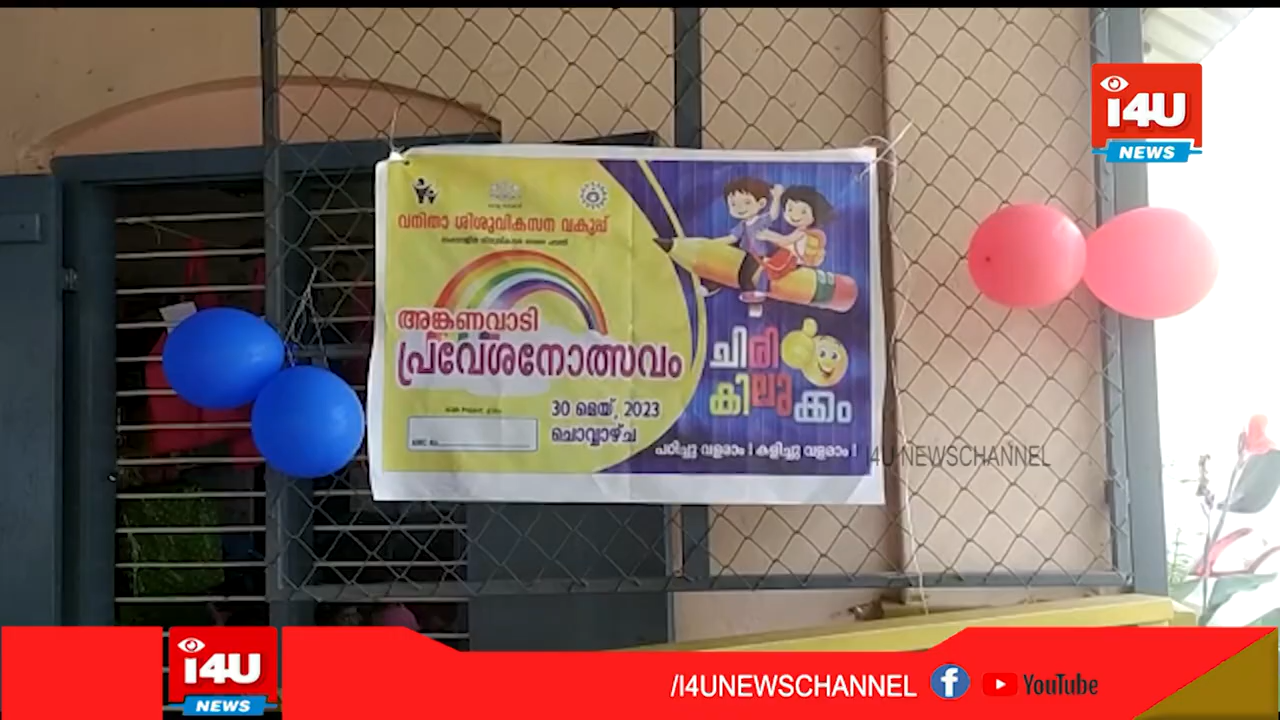 i4U
NEWS
വനിതാ ശിശുവികസന വകുപ്പ്
അങ്കണവാടി
പ്രവേശനോത്സവം
30 മെയ്, 2023
ചൊവ്വാഴ്ച
ചിരി
കിലുക്കം
പഠിച്ചു വളരാം ! കളിച്ചു വളരാം !
I4U NEWSCHANNEL
i4U
NEWS
/I4UNEWSCHANNEL
YouTube